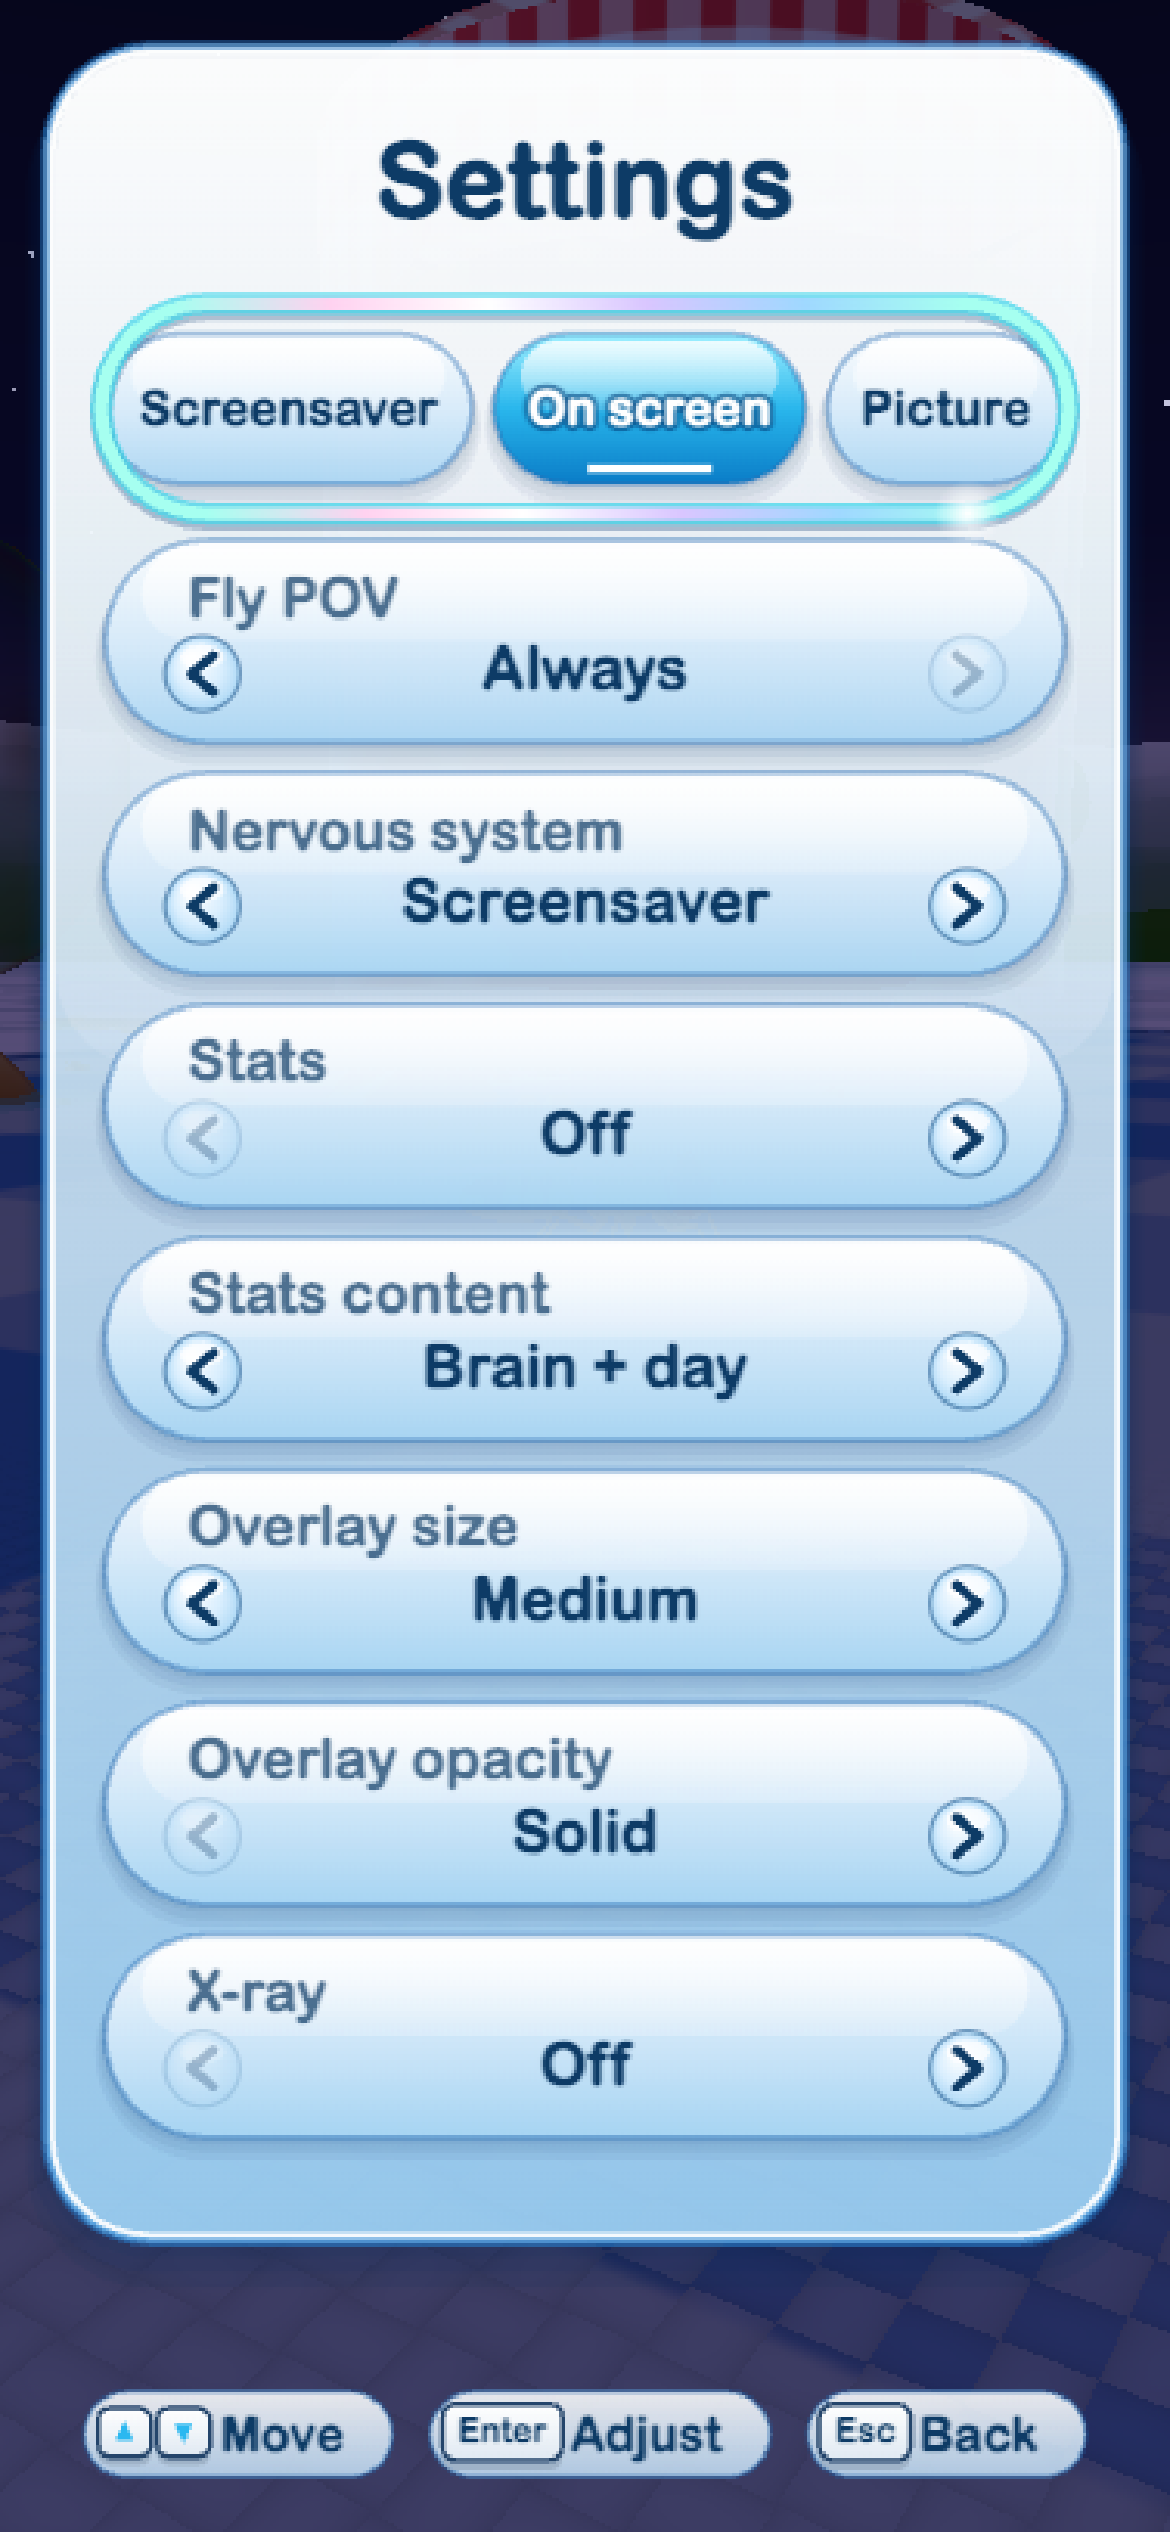 Settings
Screensaver On screen Picture
Fly POV
< Always >
Nervous system
< Screensaver >
Stats
< Off >
Stats content
< Brain + day >
Overlay size
< Medium >
Overlay opacity
< Solid >
X-ray
< Off >
▲ ▼ Move Enter Adjust Esc Back